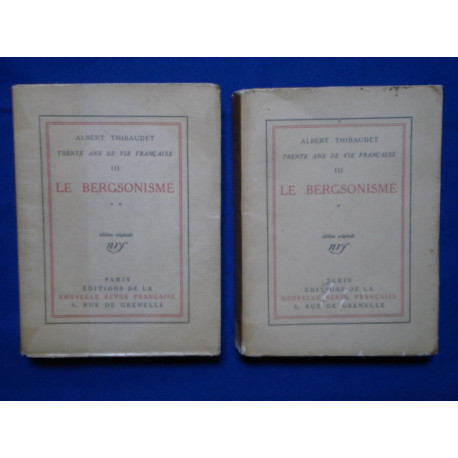 ALBERT THIBAUDET
TRENTE ANS DE VIE FRANÇAISE
III
LE BERGSONISME
* *
édition originale
nrf
PARIS
ÉDITIONS DE LA
NOUVELLE REVUE FRANÇAISE
3, RUE DE GRENELLE
ALBERT THIBAUDET
TRENTE ANS DE VIE FRANÇAISE
III
LE BERGSONISME
*
édition originale
nrf
PARIS
ÉDITIONS DE LA
NOUVELLE REVUE FRANÇAISE
3, RUE DE GRENELLE